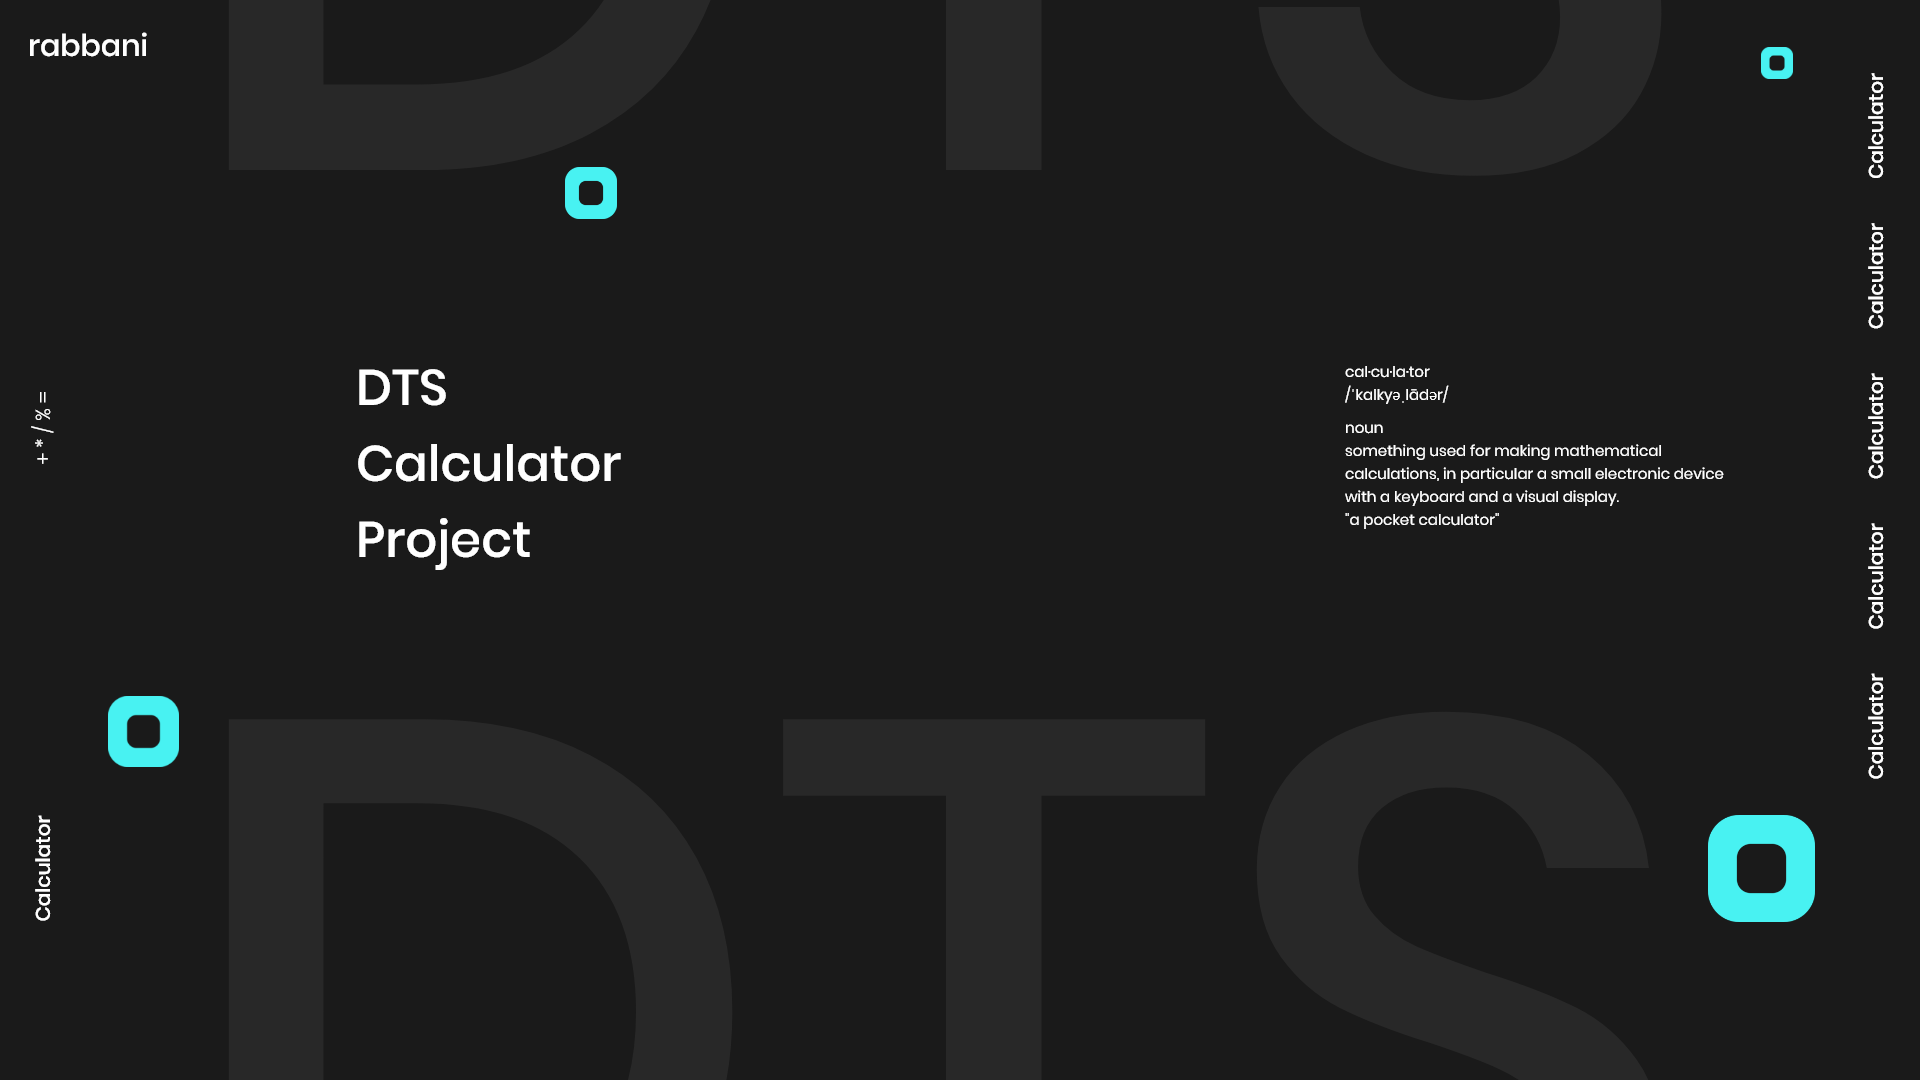 DTS
rabbani
+ * / % =
DTS
Calculator
Project
cal·cu·la·tor
/ˈkalkyəˌlādər/
noun
something used for making mathematical
calculations, in particular a small electronic device
with a keyboard and a visual display.
"a pocket calculator"
Calculator
Calculator
Calculator
Calculator
Calculator
Calculator
DTS